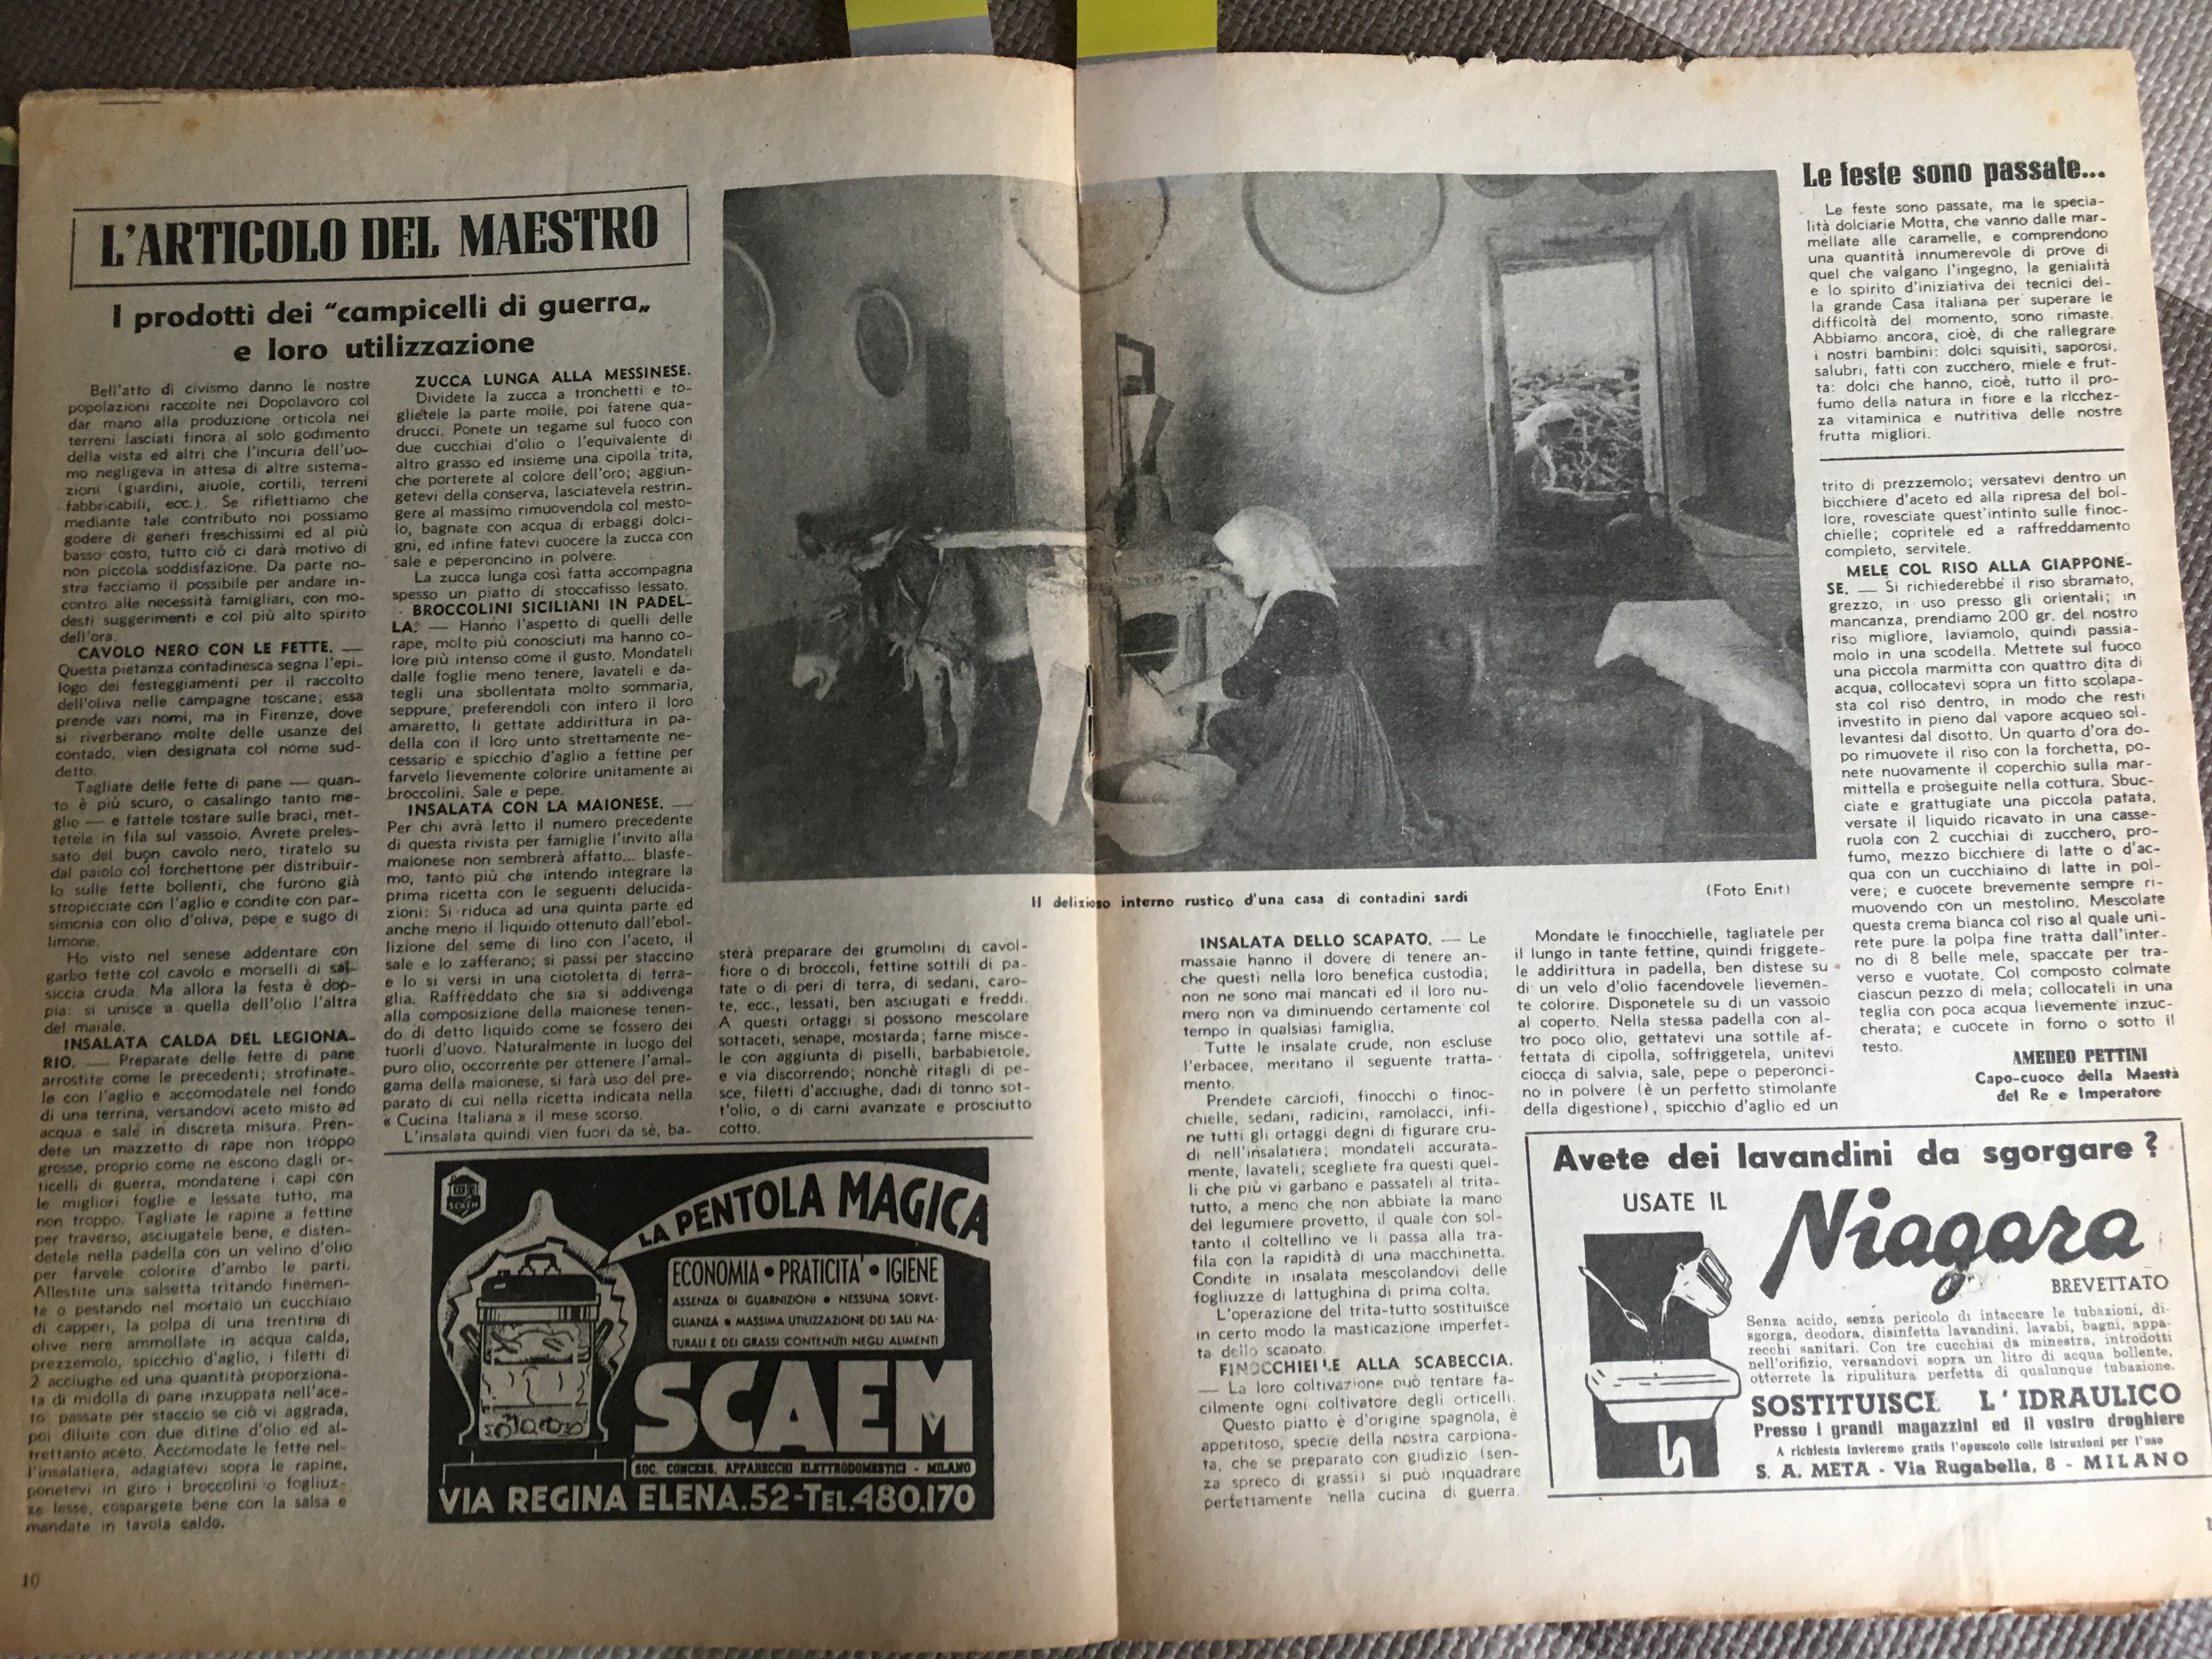 L'ARTICOLO DEL MAESTRO
I prodotti dei “campicelli di guerra„
e loro utilizzazione
Bell'atto di civismo danno le nostre
popolazioni raccolte nei Dopolavoro col
dar mano alla produzione orticola nei
terreni lasciati finora al solo godimento
della vista ed altri che l'incuria dell'uo-
mo negligeva in attesa di altre sistema-
zioni (giardini, aiuole, cortili, terreni
fabbricabili, ecc.). Se riflettiamo che
mediante tale contributo noi possiamo
godere di generi freschissimi ed al più
basso costo, tutto ciò ci darà motivo di
non piccola soddisfazione. Da parte no-
stra facciamo il possibile per andare in-
contro alle necessità famigliari, con mo-
desti suggerimenti e col più alto spirito
dell'ora.
CAVOLO NERO CON LE FETTE. —
Questa pietanza contadinesca segna l'epi-
logo dei festeggiamenti per il raccolto
dell'oliva nelle campagne toscane; essa
prende vari nomi, ma in Firenze, dove
si riverberano molte delle usanze del
contado, vien designata col nome sud-
detto.
Tagliate delle fette di pane — quan-
to è più scuro, o casalingo tanto me-
glio — e fattele tostare sulle braci, met-
tetele in fila sul vassoio. Avrete preles-
sato del buon cavolo nero, tiratelo su
dal paiolo col forchettone per distribuir-
lo sulle fette bollenti, che furono già
stropicciate con l'aglio e condite con par-
simonia con olio d'oliva, pepe e sugo di
limone.
Ho visto nel senese addentare con
garbo fette col cavolo e morselli di sal-
siccia cruda. Ma allora la festa è dop-
pia: si unisce a quella dell'olio l'altra
del maiale.
INSALATA CALDA DEL LEGIONA-
RIO. — Preparate delle fette di pane
arrostite come le precedenti; strofinate-
le con l'aglio e accomodatele nel fondo
di una terrina, versandovi aceto misto ad
acqua e sale in discreta misura. Pren-
dete un mazzetto di rape non troppo
grosse, proprio come ne escono dagli or-
ticelli di guerra, mondatene i capi con
le migliori foglie e lessate tutto, ma
non troppo. Tagliate le rapine a fettine
per traverso, asciugatele bene, e disten-
detele nella padella con un velino d'olio
per farvele colorire d'ambo le parti.
Allestite una salsetta tritando finemen-
te o pestando nel mortaio un cucchiaio
di capperi, la polpa di una trentina di
olive nere ammollate in acqua calda,
prezzemolo, spicchio d'aglio, i filetti di
2 acciughe ed una quantità proporziona-
ta di midolla di pane inzuppata nell'ace-
to: passate per staccio se ciò vi aggrada,
poi diluite con due ditine d'olio ed al-
trettanto aceto. Accomodate le fette nel-
l'insalatiera, adagiatevi sopra le rapine,
ponetevi in giro i broccolini o fogliuz-
ze lesse, cospargete bene con la salsa e
mandate in tavola caldo.
ZUCCA LUNGA ALLA MESSINESE.
Dividete la zucca a tronchetti e to-
glietele la parte molle, poi fatene qua-
drucci. Ponete un tegame sul fuoco con
due cucchiai d'olio o l'equivalente di
altro grasso ed insieme una cipolla trita,
che porterete al colore dell'oro; aggiun-
getevi della conserva, lasciatevela restrin-
gere al massimo rimuovendola col mesto-
lo, bagnate con acqua di erbaggi dolci-
gni, ed infine fatevi cuocere la zucca con
sale e peperoncino in polvere.
La zucca lunga così fatta accompagna
spesso un piatto di stoccafisso lessato.
BROCCOLINI SICILIANI IN PADEL-
LA. — Hanno l'aspetto di quelli delle
rape, molto più conosciuti ma hanno co-
lore più intenso come il gusto. Mondateli
dalle foglie meno tenere, lavateli e da-
tegli una sbollentata molto sommaria,
seppure, preferendoli con intero il loro
amaretto, li gettate addirittura in pa-
della con il loro unto strettamente ne-
cessario e spicchio d'aglio a fettine per
farvelo lievemente colorire unitamente ai
broccolini. Sale e pepe.
INSALATA CON LA MAIONESE. —
Per chi avrà letto il numero precedente
di questa rivista per famiglie l'invito alla
maionese non sembrerà affatto... blasfe-
mo, tanto più che intendo integrare la
prima ricetta con le seguenti delucida-
zioni: Si riduca ad una quinta parte ed
anche meno il liquido ottenuto dall'ebol-
lizione del seme di lino con l'aceto, il
sale e lo zafferano; si passi per staccino
e lo si versi in una ciotoletta di terra-
glia. Raffreddato che sia si addivenga
alla composizione della maionese tenen-
do di detto liquido come se fossero dei
tuorli d'uovo. Naturalmente in luogo del
puro olio, occorrente per ottenere l'amal-
gama della maionese, si farà uso del pre-
parato di cui nella ricetta indicata nella
« Cucina Italiana » il mese scorso.
L'insalata quindi vien fuori da sè, ba-
sterà preparare dei grumolini di cavol-
fiore o di broccoli, fettine sottili di pa-
tate o di peri di terra, di sedani, caro-
te, ecc., lessati, ben asciugati e freddi.
A questi ortaggi si possono mescolare
sottaceti, senape, mostarda; farne misce-
le con aggiunta di piselli, barbabietole,
e via discorrendo; nonchè ritagli di pe-
sce, filetti d'acciughe, dadi di tonno sot-
t'olio, o di carni avanzate e prosciutto
cotto.
SCAEM
LA PENTOLA MAGICA
ECONOMIA • PRATICITA' • IGIENE
ASSENZA DI GUARNIZIONI • NESSUNA SORVE-
GLIANZA • MASSIMA UTILIZZAZIONE DEI SALI NA-
TURALI E DEI GRASSI CONTENUTI NEGLI ALIMENTI
SCAEM
SOC. CONCESS. APPARECCHI ELETTRODOMESTICI - MILANO
VIA REGINA ELENA.52-TEL.480.170
10
Il delizioso interno rustico d'una casa di contadini sardi
(Foto Enit)
INSALATA DELLO SCAPATO. — Le
massaie hanno il dovere di tenere an-
che questi nella loro benefica custodia;
non ne sono mai mancati ed il loro nu-
mero non va diminuendo certamente col
tempo in qualsiasi famiglia.
Tutte le insalate crude, non escluse
l'erbacee, meritano il seguente tratta-
mento.
Prendete carciofi, finocchi o finoc-
chielle, sedani, radicini, ramolacci, infi-
ne tutti gli ortaggi degni di figurare cru-
di nell'insalatiera; mondateli accurata-
mente, lavateli; scegliete fra questi quel-
li che più vi garbano e passateli al trita-
tutto, a meno che non abbiate la mano
del legumiere provetto, il quale con sol-
tanto il coltellino ve li passa alla tra-
fila con la rapidità di una macchinetta.
Condite in insalata mescolandovi delle
fogliuzze di lattughina di prima colta.
L'operazione del trita-tutto sostituisce
in certo modo la masticazione imperfet-
ta dello scapato.
FINOCCHIELLE ALLA SCABECCIA.
— La loro coltivazione può tentare fa-
cilmente ogni coltivatore degli orticelli.
Questo piatto è d'origine spagnola, è
appetitoso, specie della nostra carpiona-
ta, che se preparato con giudizio (sen-
za spreco di grassi) si può inquadrare
perfettamente nella cucina di guerra.
Mondate le finocchielle, tagliatele per
il lungo in tante fettine, quindi friggete-
le addirittura in padella, ben distese su
di un velo d'olio facendovele lievemen-
te colorire. Disponetele su di un vassoio
al coperto. Nella stessa padella con al-
tro poco olio, gettatevi una sottile af-
fettata di cipolla, soffriggetela, unitevi
ciocca di salvia, sale, pepe o peperonci-
no in polvere (è un perfetto stimolante
della digestione), spicchio d'aglio ed un
trito di prezzemolo; versatevi dentro un
bicchiere d'aceto ed alla ripresa del bol-
lore, rovesciate quest'intinto sulle finoc-
chielle; copritele ed a raffreddamento
completo, servitele.
MELE COL RISO ALLA GIAPPONE-
SE. — Si richiederebbe il riso sbramato,
grezzo, in uso presso gli orientali; in
mancanza, prendiamo 200 gr. del nostro
riso migliore, laviamolo, quindi passia-
molo in una scodella. Mettete sul fuoco
una piccola marmitta con quattro dita di
acqua, collocatevi sopra un fitto scolapa-
sta col riso dentro, in modo che resti
investito in pieno dal vapore acqueo sol-
levantesi dal disotto. Un quarto d'ora do-
po rimuovete il riso con la forchetta, po-
nete nuovamente il coperchio sulla mar-
mittella e proseguite nella cottura. Sbuc-
ciate e grattugiate una piccola patata,
versate il liquido ricavato in una casse-
ruola con 2 cucchiai di zucchero, pro-
fumo, mezzo bicchiere di latte o d'ac-
qua con un cucchiaino di latte in pol-
vere; e cuocete brevemente sempre ri-
muovendo con un mestolino. Mescolate
questa crema bianca col riso al quale uni-
rete pure la polpa fine tratta dall'inter-
no di 8 belle mele, spaccate per tra-
verso e vuotate. Col composto colmate
ciascun pezzo di mela; collocateli in una
teglia con poca acqua lievemente inzuc-
cherata; e cuocete in forno o sotto il
testo.
AMEDEO PETTINI
Capo-cuoco della Maestà
del Re e Imperatore
Le feste sono passate...
Le feste sono passate, ma le specia-
lità dolciarie Motta, che vanno dalle mar-
mellate alle caramelle, e comprendono
una quantità innumerevole di prove di
quel che valgano l'ingegno, la genialità
e lo spirito d'iniziativa dei tecnici del-
la grande Casa italiana per superare le
difficoltà del momento, sono rimaste.
Abbiamo ancora, cioè, di che rallegrare
i nostri bambini: dolci squisiti, saporosi,
salubri, fatti con zucchero, miele e frut-
ta: dolci che hanno, cioè, tutto il pro-
fumo della natura in fiore e la ricchez-
za vitaminica e nutritiva delle nostre
frutta migliori.
Avete dei lavandini da sgorgare ?
USATE IL
Niagara
BREVETTATO
Senza acido, senza pericolo di intaccare le tubazioni, di-
sgorga, deodora, disinfetta lavandini, lavabi, bagni, appa-
recchi sanitari. Con tre cucchiai da minestra, introdotti
nell'orifizio, versandovi sopra un litro di acqua bollente,
otterrete la ripulitura perfetta di qualunque tubazione.
SOSTITUISCE L'IDRAULICO
Presso i grandi magazzini ed il vostro droghiere
A richiesta invieremo gratis l'opuscolo colle istruzioni per l'uso
S. A. META - Via Rugabella, 8 - MILANO